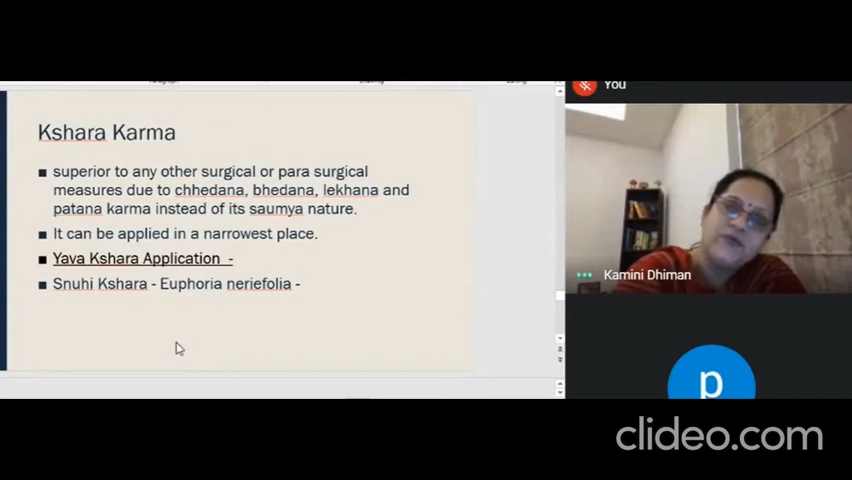 You
Kshara Karma
superior to any other surgical or para surgical
measures due to chhedana, bhedana, lekhana and
patana karma instead of its saumya nature.
It can be applied in a narrowest place.
Yava Kshara Application -
Snuhi Kshara - Euphoria neriefolia -
Kamini Dhiman
p
clideo.com